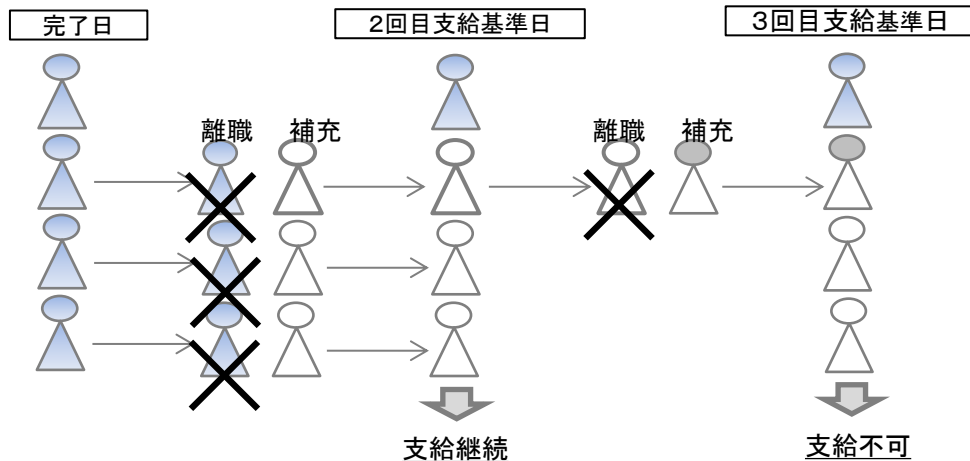 完了日
2回目支給基準日
3回目支給基準日
離職
補充
離職
補充
支給継続
支給不可